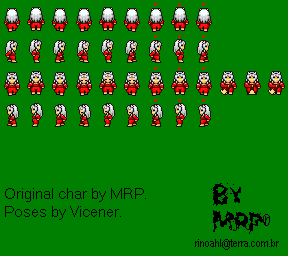 Original char by MRP.
Poses by Vicener.
BY
MRP
rinoahl@terra.com.br